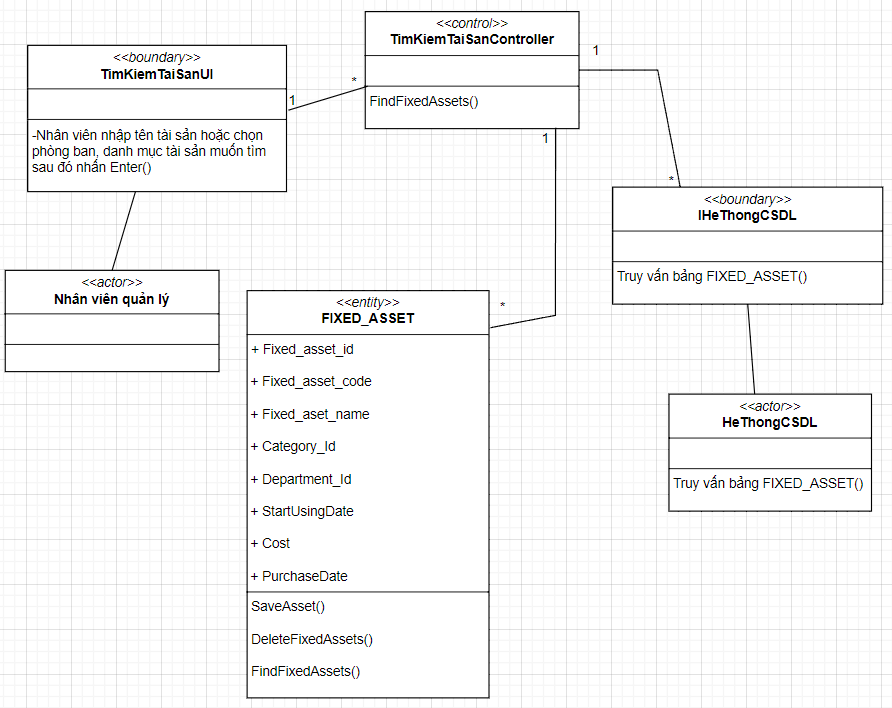 <<control>>
TimKiemTaiSanController
FindFixedAssets()
1
*
1
1
*
*
<<boundary>>
TimKiemTaiSanUI
-Nhân viên nhập tên tài sản hoặc chọn
phòng ban, danh mục tài sản muốn tìm
sau đó nhấn Enter()
<<boundary>>
IHeThongCSDL
Truy vấn bảng FIXED_ASSET()
<<actor>>
Nhân viên quản lý
<<entity>>
FIXED_ASSET
+ Fixed_asset_id
+ Fixed_asset_code
+ Fixed_aset_name
+ Category_Id
+ Department_Id
+ StartUsingDate
+ Cost
+ PurchaseDate
SaveAsset()
DeleteFixedAssets()
FindFixedAssets()
<<actor>>
HeThongCSDL
Truy vấn bảng FIXED_ASSET()